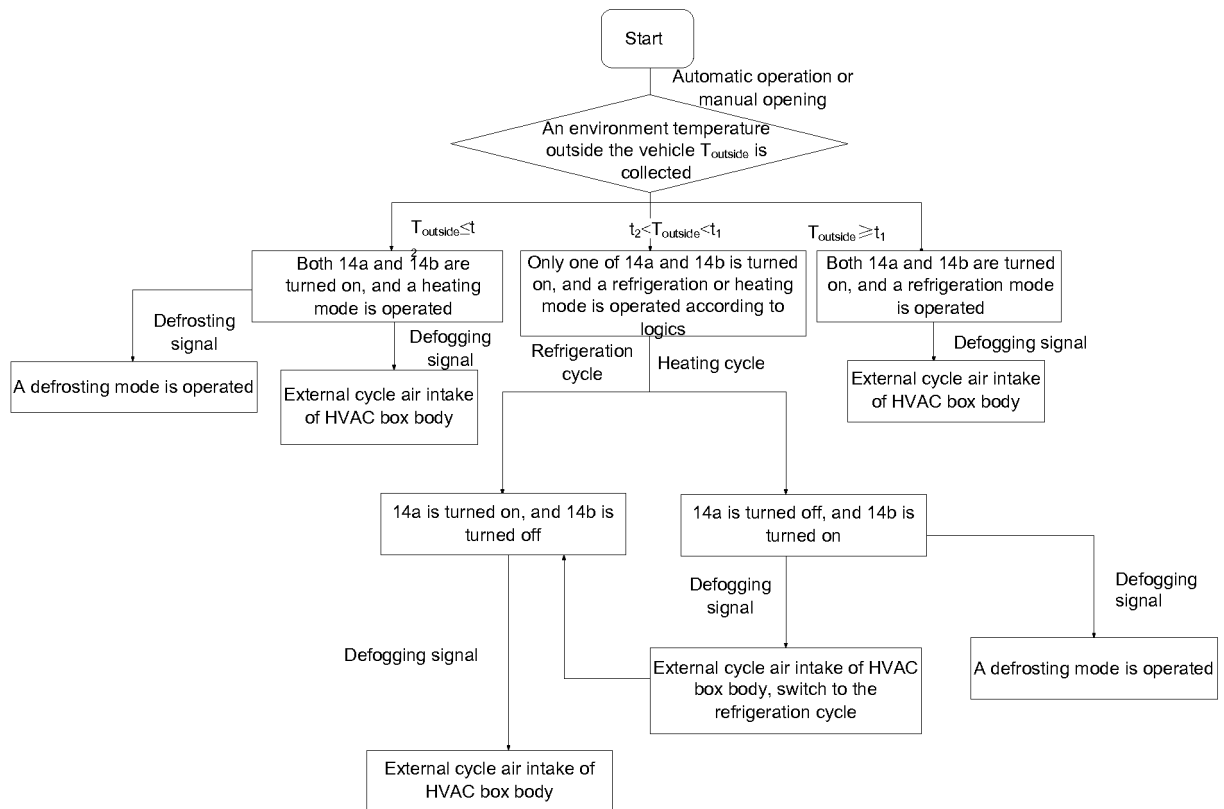 Start
Automatic operation or
manual opening
An environment temperature
outside the vehicle Toutside is
collected
Toutside≤t
2
t2<Toutside<t1
Toutside≥t1
Both 14a and 14b are
turned on, and a heating
mode is operated
Only one of 14a and 14b is turned
on, and a refrigeration or heating
mode is operated according to
logics
Both 14a and 14b are turned
on, and a refrigeration mode
is operated
Defrosting
signal
Defogging
signal
Refrigeration
cycle
Heating cycle
Defogging signal
A defrosting mode is operated
External cycle air intake
of HVAC box body
External cycle air intake
of HVAC box body
14a is turned on, and 14b is
turned off
14a is turned off, and 14b is
turned on
Defogging signal
Defogging
signal
Defogging
signal
External cycle air intake of HVAC
box body, switch to the
refrigeration cycle
A defrosting mode is operated
External cycle air intake of
HVAC box body